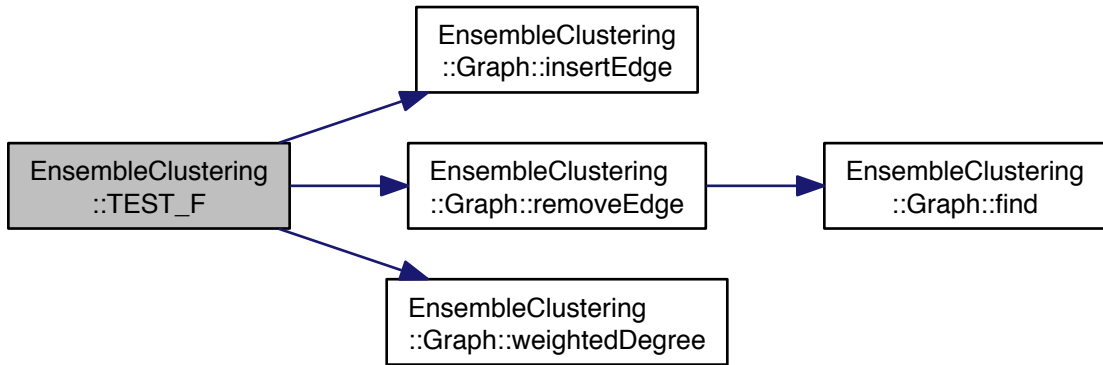 EnsembleClustering
::Graph::insertEdge
EnsembleClustering
::TEST_F
EnsembleClustering
::Graph::removeEdge
EnsembleClustering
::Graph::find
EnsembleClustering
::Graph::weightedDegree